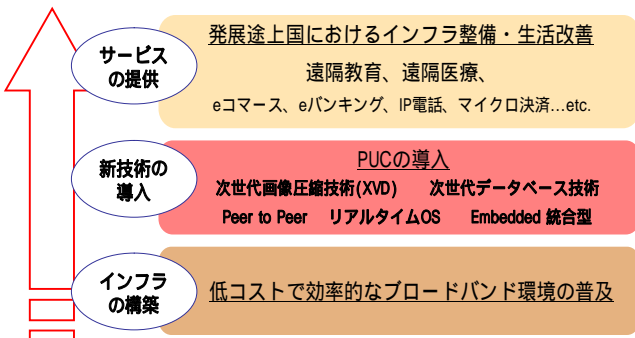 サービス
の提供
発展途上国におけるインフラ整備・生活改善
遠隔教育、遠隔医療、
eコマース、eバンキング、IP電話、マイクロ決済…etc.
新技術の
導入
PUCの導入
次世代画像圧縮技術(XVD) 次世代データベース技術
Peer to Peer リアルタイムOS Embedded 統合型
インフラ
の構築
低コストで効率的なブロードバンド環境の普及